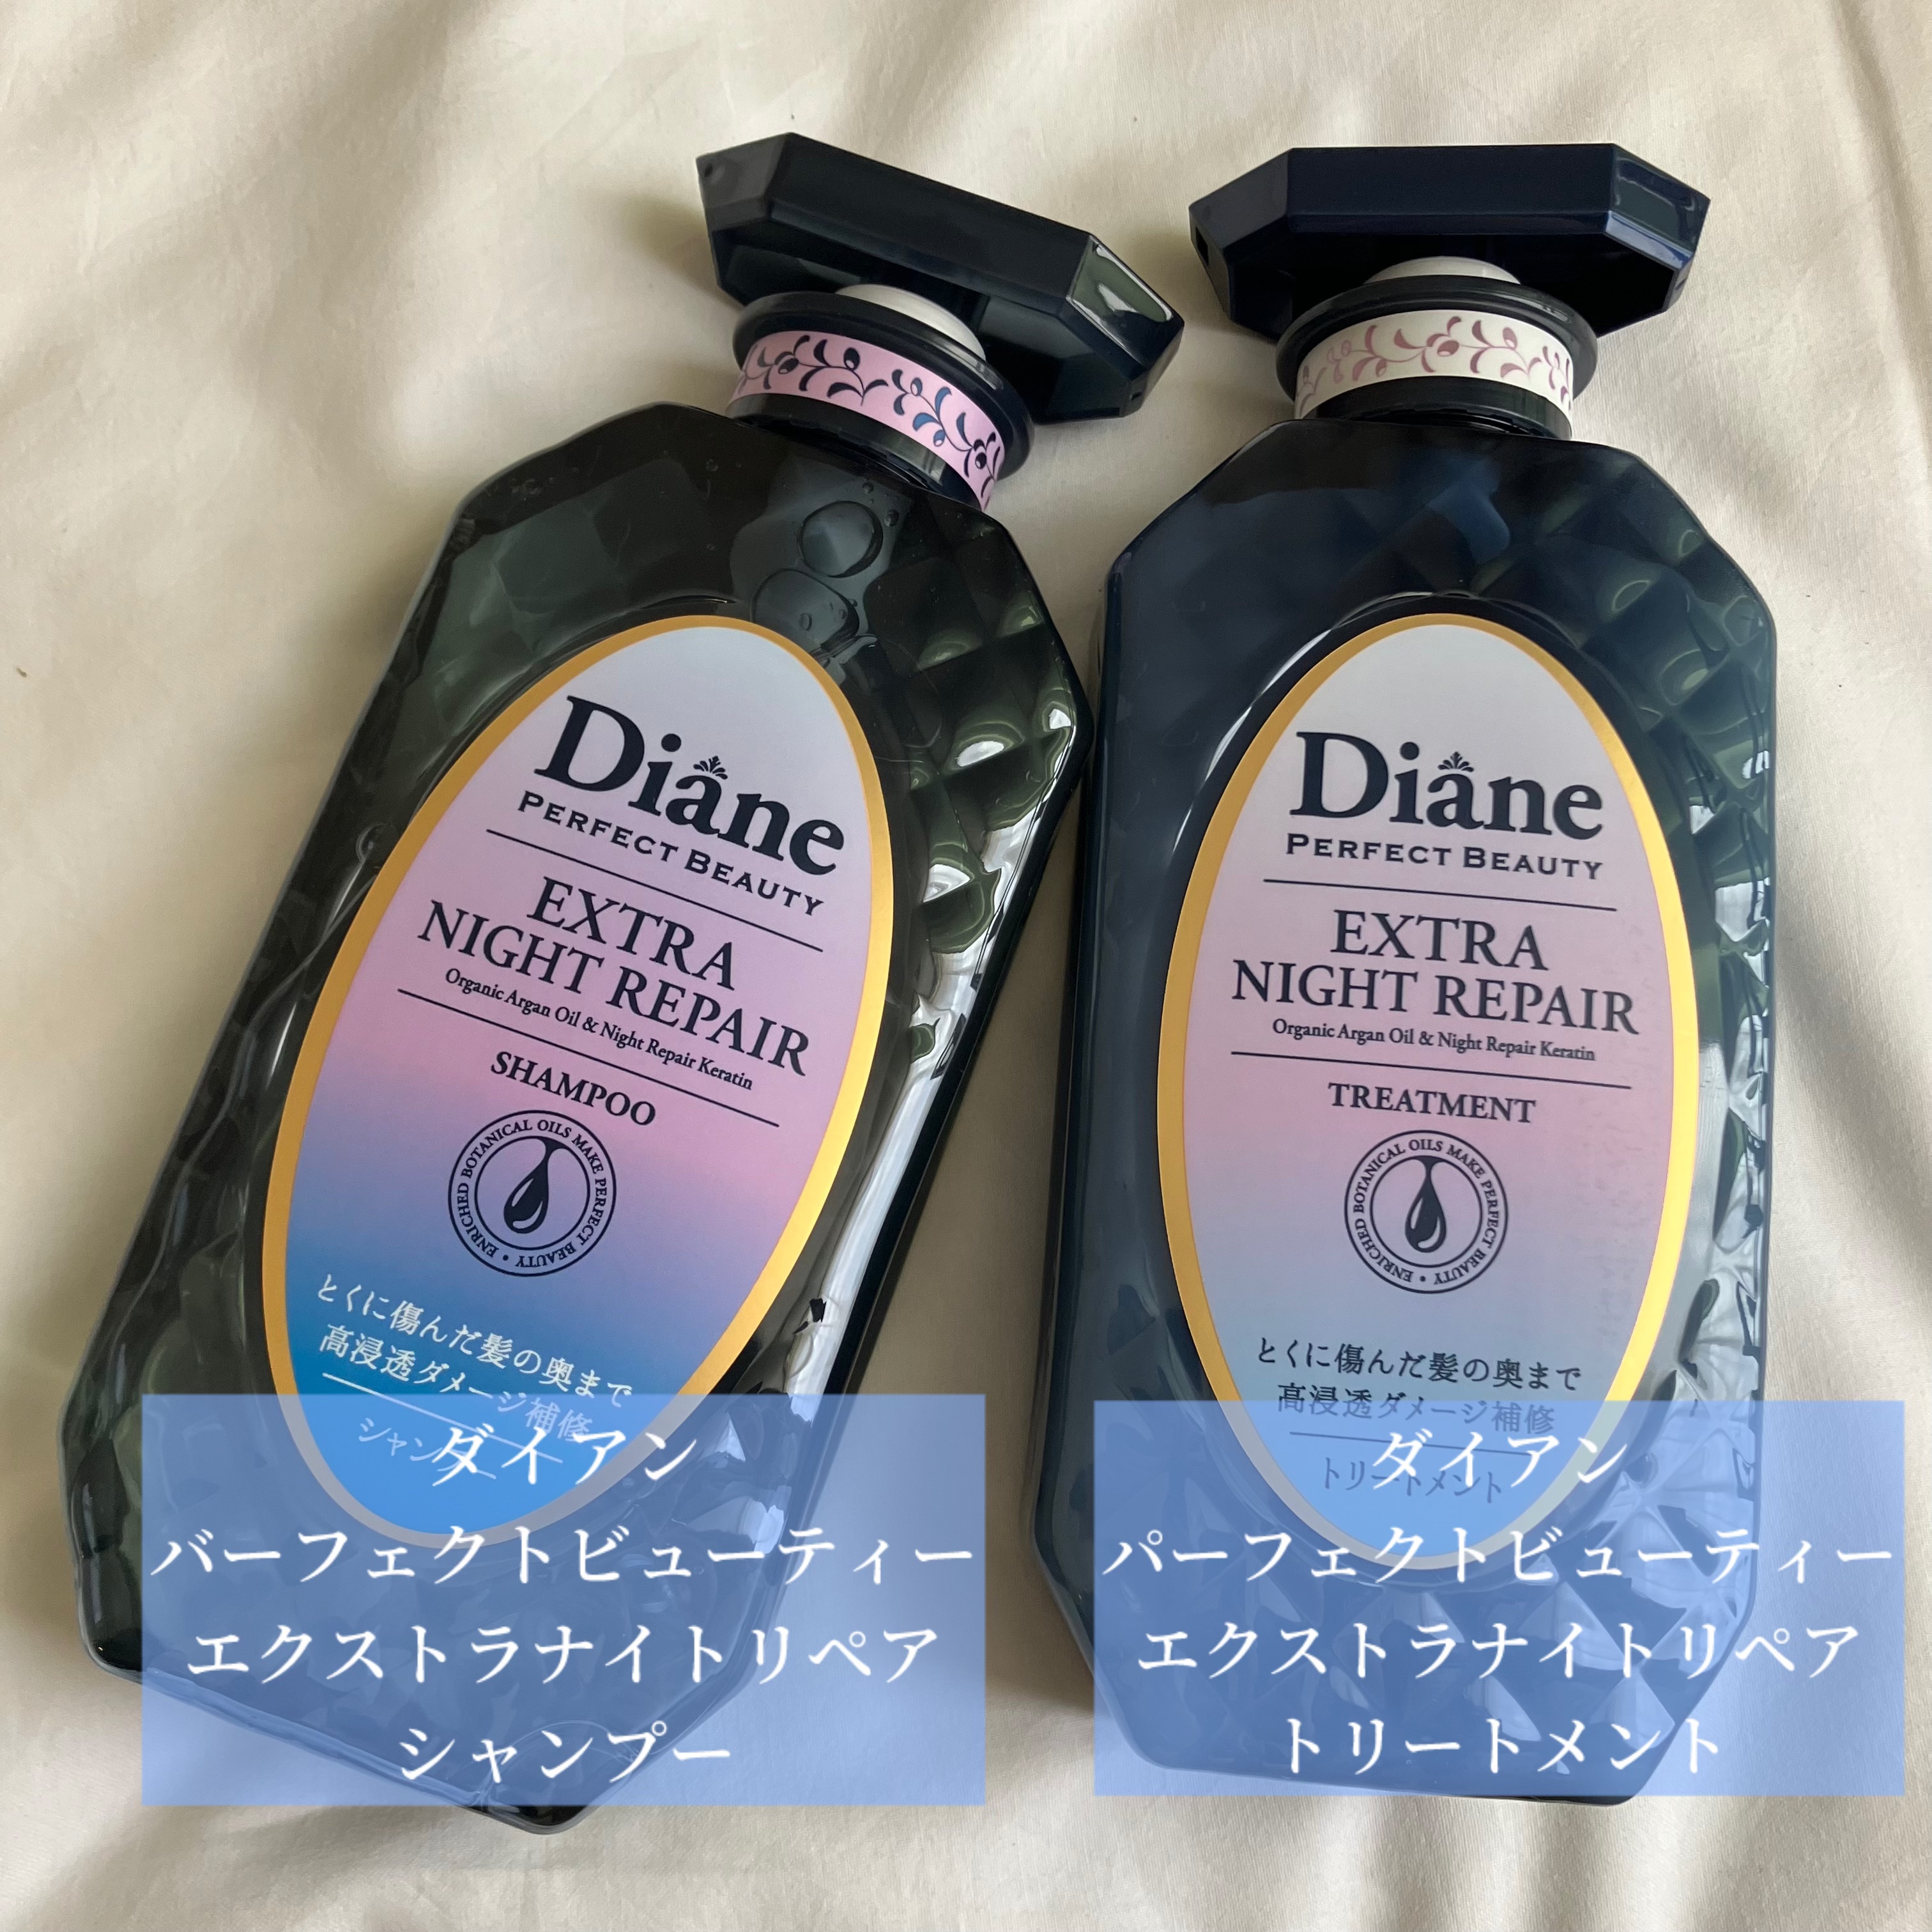 Diane
PERFECT BEAUTY
EXTRA
NIGHT REPAIR
Organic Argan Oil & Night Repair Keratin
SHAMPOO
ENRICHED BOTANICAL OILS MAKE PERFECT BEAUTY
とくに傷んだ髪の奥まで
高浸透ダメージ補修
シャンプー
ダイアン
バーフェクトビューティー
エクストラナイトリペア
シャンプー
Diane
PERFECT BEAUTY
EXTRA
NIGHT REPAIR
Organic Argan Oil & Night Repair Keratin
TREATMENT
ENRICHED BOTANICAL OILS MAKE PERFECT BEAUTY
とくに傷んだ髪の奥まで
高浸透ダメージ補修
トリートメント
ダイアン
パーフェクトビューティー
エクストラナイトリペア
トリートメント